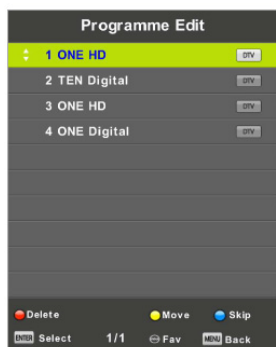 Programme Edit
1 ONE HD DTV
2 TEN Digital DTV
3 ONE HD DTV
4 ONE Digital DTV
Delete Move Skip
ENTER Select 1/1 Fav MENU Back